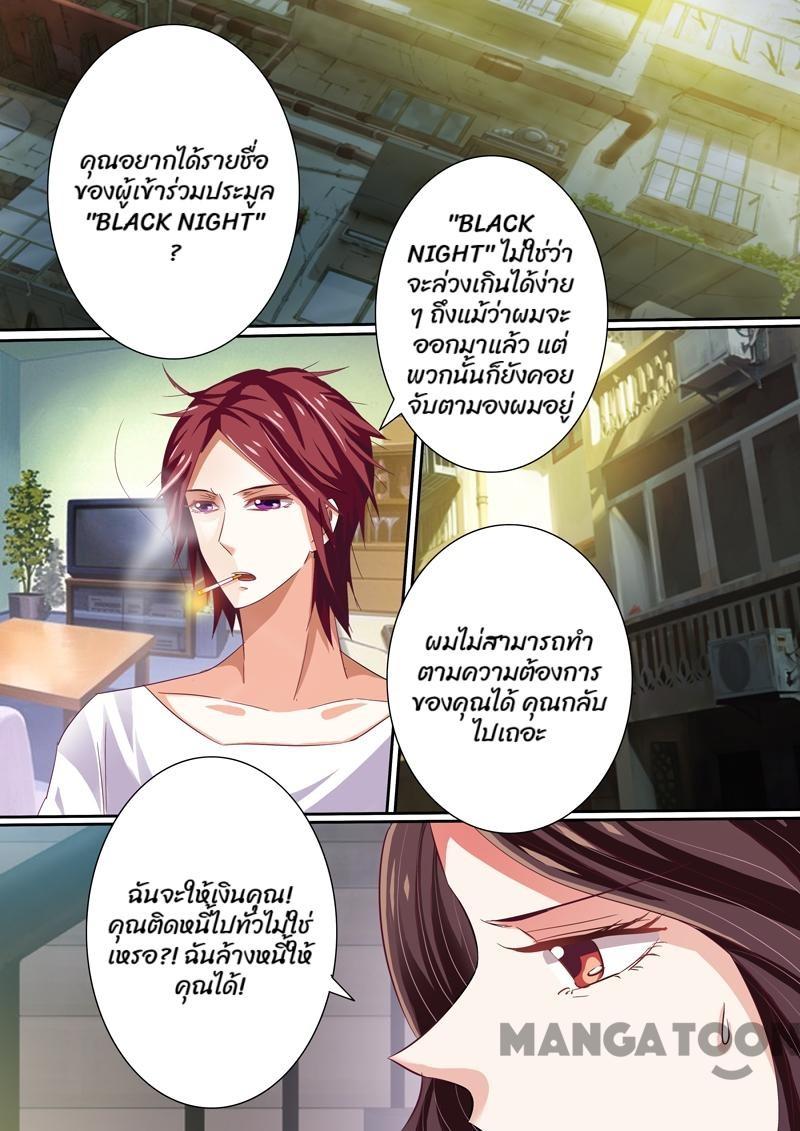 คุณอยากได้รายชื่อ
ของผู้เข้าร่วมประมูล
"BLACK NIGHT"
?
"BLACK
NIGHT" ไม่ใช่ว่า
จะล่วงเกินได้ง่าย
ๆ ถึงแม้ว่าผมจะ
ออกมาแล้ว แต่
พวกนั้นก็ยังคอย
จับตามองผมอยู่
ผมไม่สามารถทำ
ตามความต้องการ
ของคุณได้ คุณกลับ
ไปเถอะ
ฉันจะให้เงินคุณ!
คุณติดหนี้ไปทั่วไม่ใช่
เหรอ?! ฉันล้างหนี้ให้
คุณได้!
MANGATOON